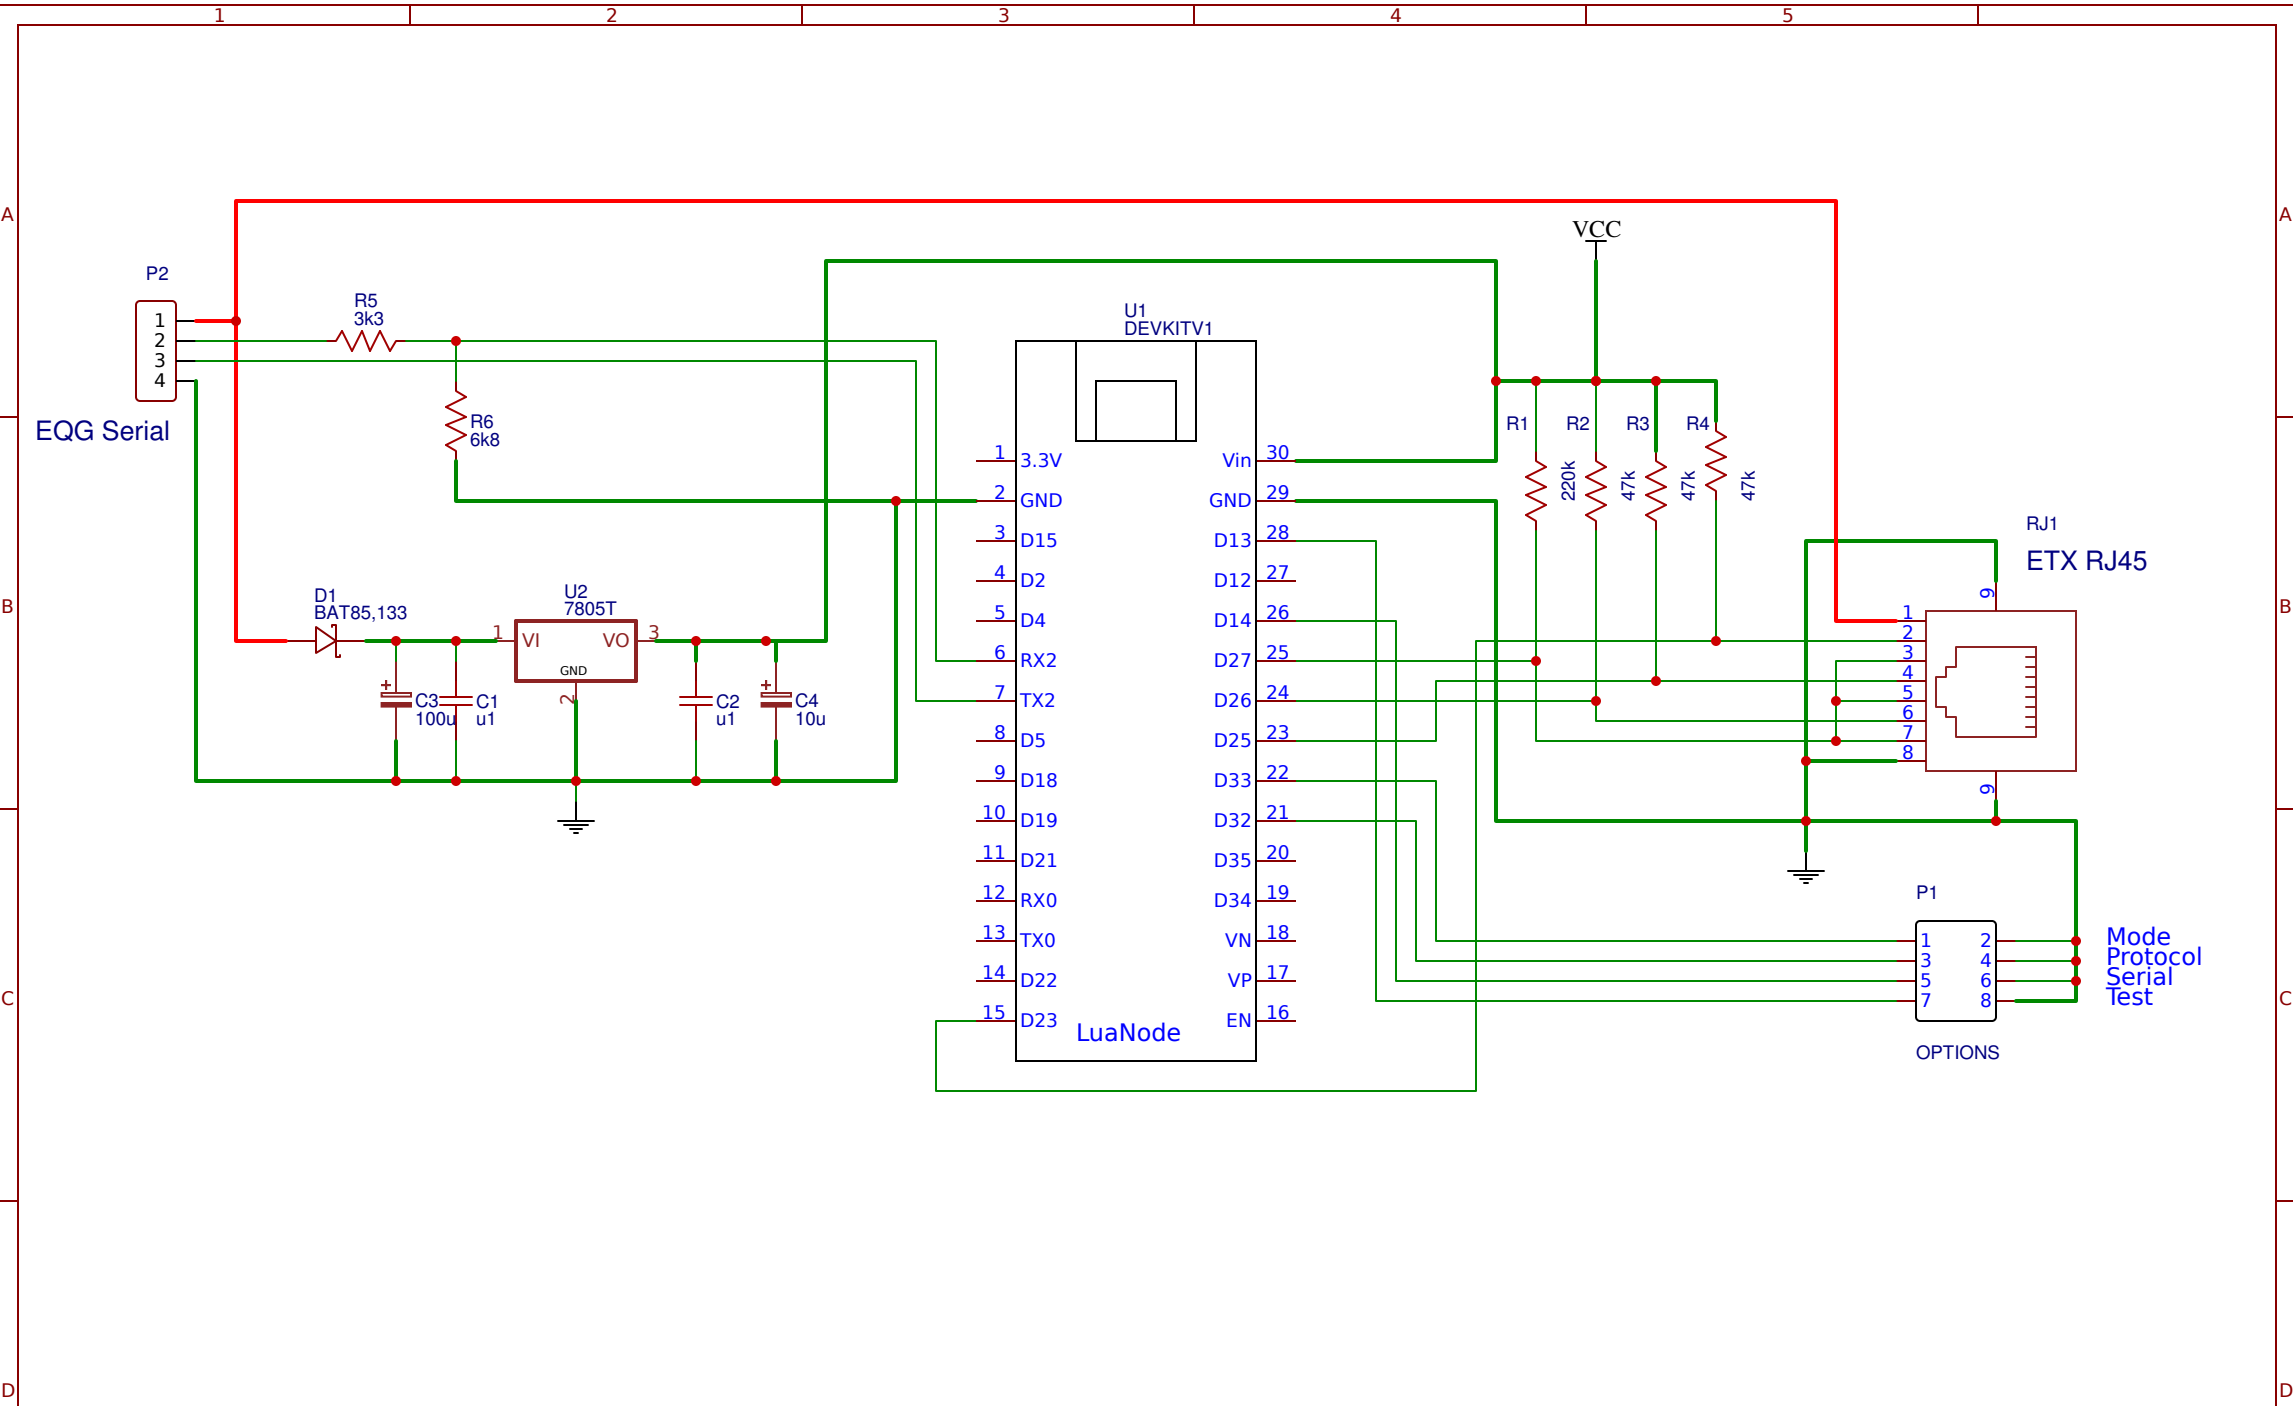 1 2 3 4 5
A A
VCC
P2
R5
3k3
1
2
3
4
EQG Serial
R6
6k8
U1
DEVKITV1
R1 R2 R3 R4
220k 47k 47k 47k
1 3.3V Vin 30
2 GND GND 29
3 D15 D13 28
4 D2 D12 27
5 D4 D14 26
6 RX2 D27 25
7 TX2 D26 24
8 D5 D25 23
9 D18 D33 22
10 D19 D32 21
11 D21 D35 20
12 RX0 D34 19
13 TX0 VN 18
14 D22 VP 17
15 D23 EN 16
LuaNode
RJ1
ETX RJ45
9
1
2
3
4
5
6
7
8
9
B B
D1
BAT85,133
U2
7805T
1 VI VO 3
GND
2
+ C3
100u
C1
u1
C2
u1
+ C4
10u
P1
1 2 Mode
3 4 Protocol
5 6 Serial
7 8 Test
OPTIONS
C C
D D